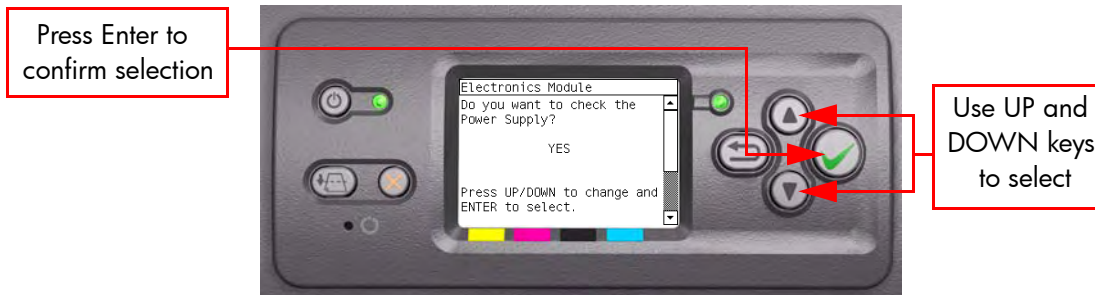 Press Enter to
confirm selection
Electronics Module
Do you want to check the
Power Supply?
YES
Press UP/DOWN to change and
ENTER to select.
Use UP and
DOWN keys
to select